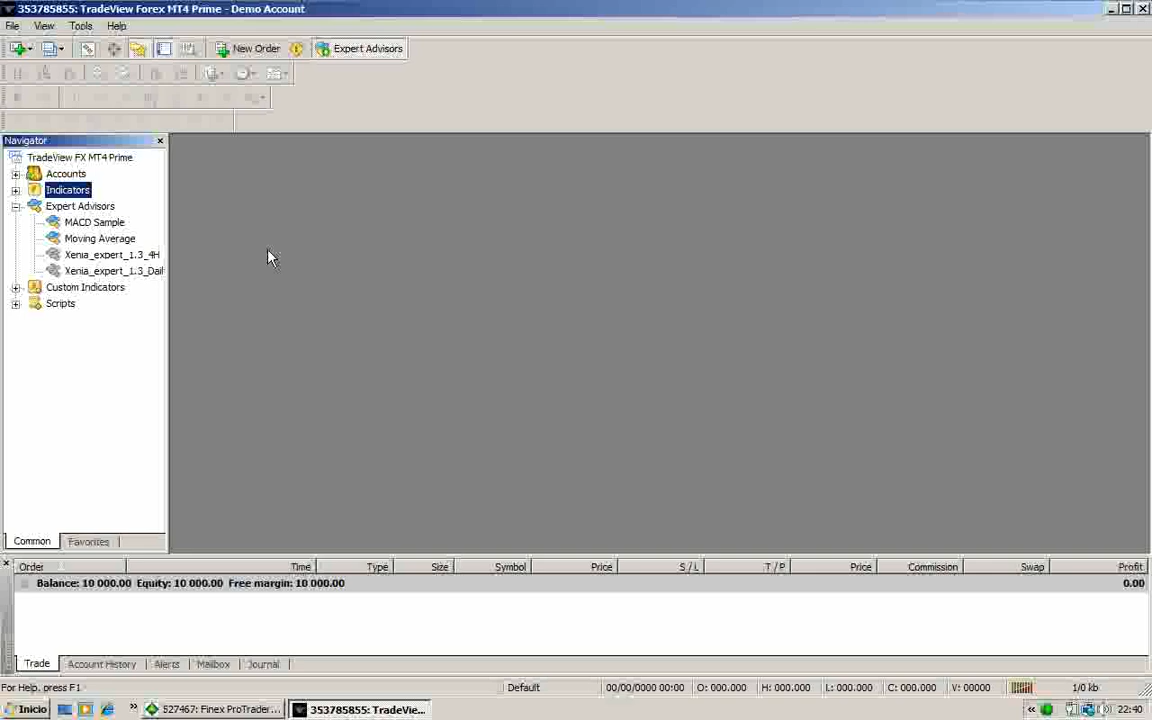 353785855: TradeView Forex MT4 Prime - Demo Account
File View Tools Help
New Order Expert Advisors
Navigator
TradeView FX MT4 Prime
Accounts
Indicators
Expert Advisors
MACD Sample
Moving Average
Xenia_expert_1.3_4H
Xenia_expert_1.3_Dail
Custom Indicators
Scripts
Common Favorites
Order Time Type Size Symbol Price S / L T / P Price Commission Swap Profit
Balance: 10 000.00 Equity: 10 000.00 Free margin: 10 000.00 0.00
Trade Account History Alerts Mailbox Journal
For Help, press F1 Default 00/00/0000 00:00 O: 000.000 H: 000.000 L: 000.000 C: 000.000 V: 00000 1/0 kb
Inicio » 527467: Finex ProTrader... 353785855: TradeVie... « 22:40